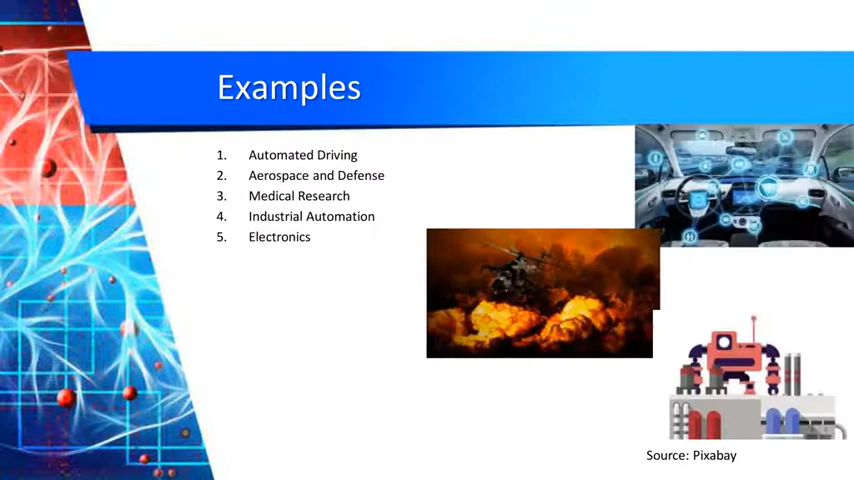 Examples
1. Automated Driving
2. Aerospace and Defense
3. Medical Research
4. Industrial Automation
5. Electronics
Source: Pixabay